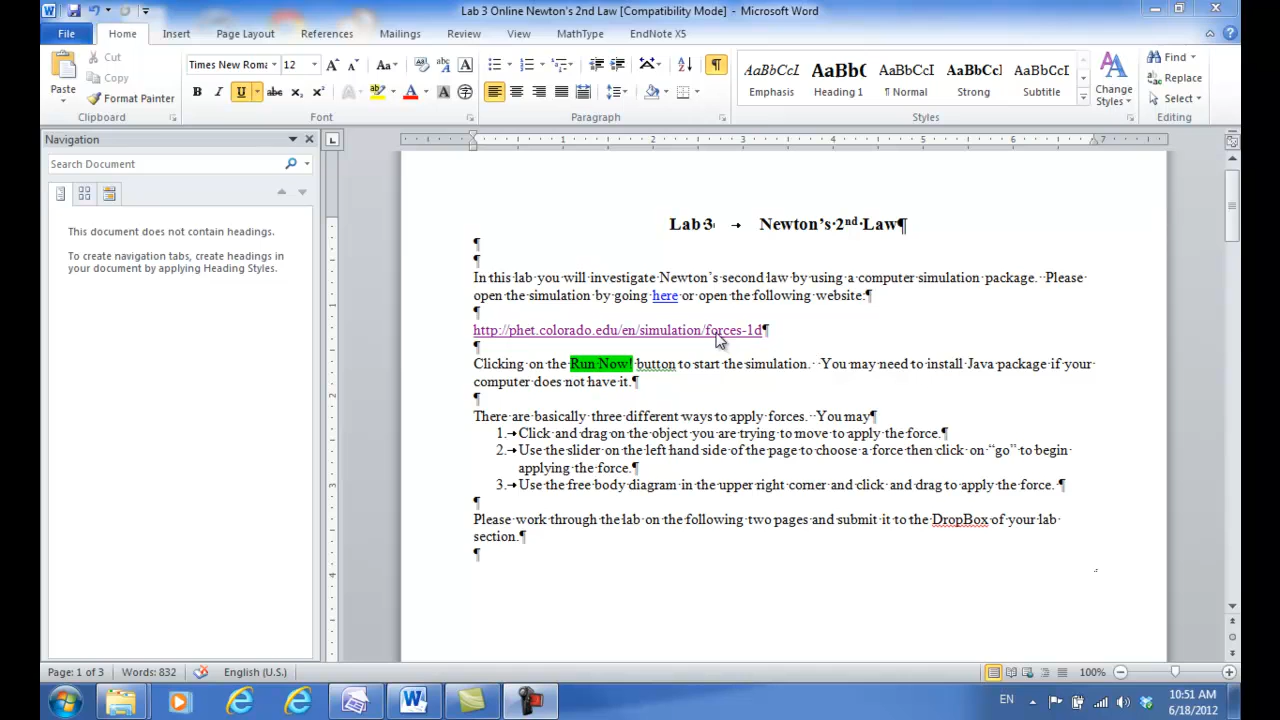 Lab 3 Online Newton's 2nd Law [Compatibility Mode] - Microsoft Word
File Home Insert Page Layout References Mailings Review View MathType EndNote X5
Cut
Copy
Format Painter
Paste
Clipboard
Times New Roma 12
Font
Paragraph
AaBbCcI AaBbC AaBbCcI AaBbCcI AaBbCcI
Emphasis Heading 1 ¶ Normal Strong Subtitle
Styles
Change Styles
Find
Replace
Select
Editing
Navigation
Search Document
This document does not contain headings.
To create navigation tabs, create headings in
your document by applying Heading Styles.
1 2 3 4 5 6 7
Lab 3 → Newton's 2nd Law¶
¶
¶
In this lab you will investigate Newton's second law by using a computer simulation package. Please
open the simulation by going here or open the following website:¶
¶
http://phet.colorado.edu/en/simulation/forces-1d¶
¶
Clicking on the Run Now! button to start the simulation. You may need to install Java package if your
computer does not have it.¶
¶
There are basically three different ways to apply forces. You may¶
1.→Click and drag on the object you are trying to move to apply the force.¶
2.→Use the slider on the left hand side of the page to choose a force then click on "go" to begin
applying the force.¶
3.→Use the free body diagram in the upper right corner and click and drag to apply the force. ¶
¶
Please work through the lab on the following two pages and submit it to the DropBox of your lab
section.¶
¶
Page: 1 of 3 Words: 832 English (U.S.) 100%
EN 10:51 AM
6/18/2012